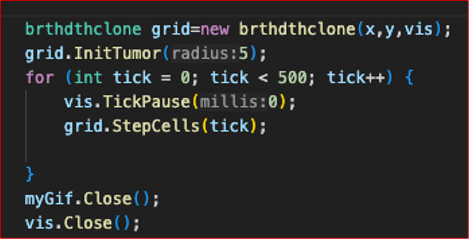 brthdthclone grid=new brthdthclone(x,y,vis);
grid.InitTumor(radius:5);
for (int tick = 0; tick < 500; tick++) {
    vis.TickPause(millis:0);
    grid.StepCells(tick);
}
myGif.Close();
vis.Close();